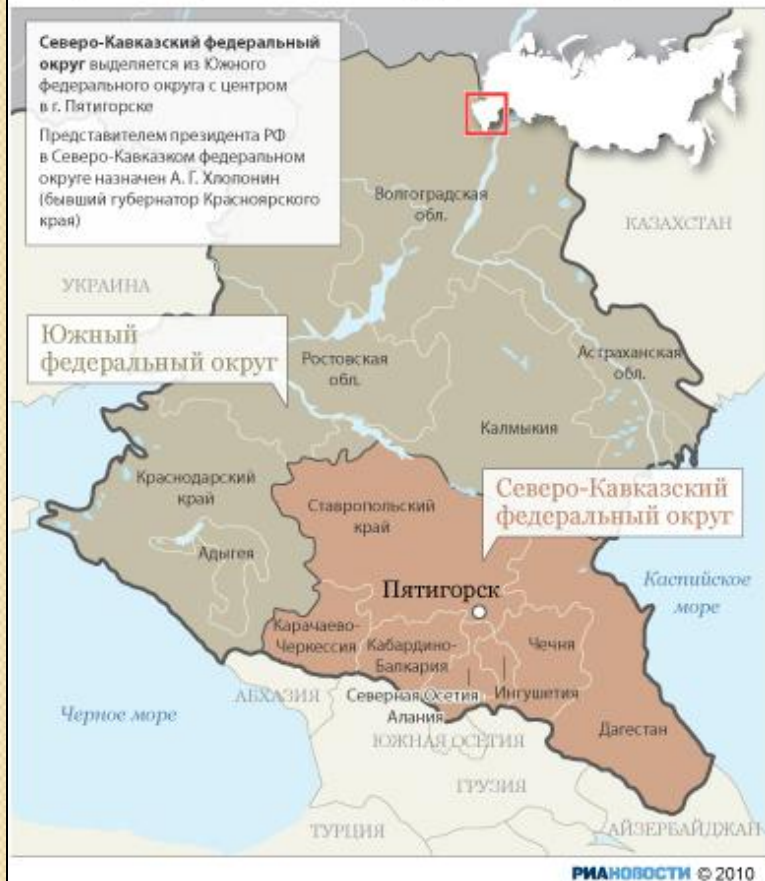 Северо-Кавказский федеральный
округ выделяется из Южного
федерального округа с центром
в г. Пятигорске
Представителем президента РФ
в Северо-Кавказком федеральном
округе назначен А. Г. Хлопонин
(бывший губернатор Красноярского
края)
Волгоградская
обл.
КАЗАХСТАН
УКРАИНА
Южный
федеральный округ
Ростовская
обл.
Астраханская
обл.
Калмыкия
Краснодарский
край
Адыгея
Ставропольский
край
Северо-Кавказский
федеральный округ
Пятигорск
Каспийское
море
Карачаево-
Черкессия
Кабардино-
Балкария
Чечня
АБХАЗИЯ
Северная Осетия
Алания
Ингушетия
Черное море
ЮЖНАЯ ОСЕТИЯ
Дагестан
ГРУЗИЯ
ТУРЦИЯ
АЗЕРБАЙДЖАН
РИАНОВОСТИ © 2010